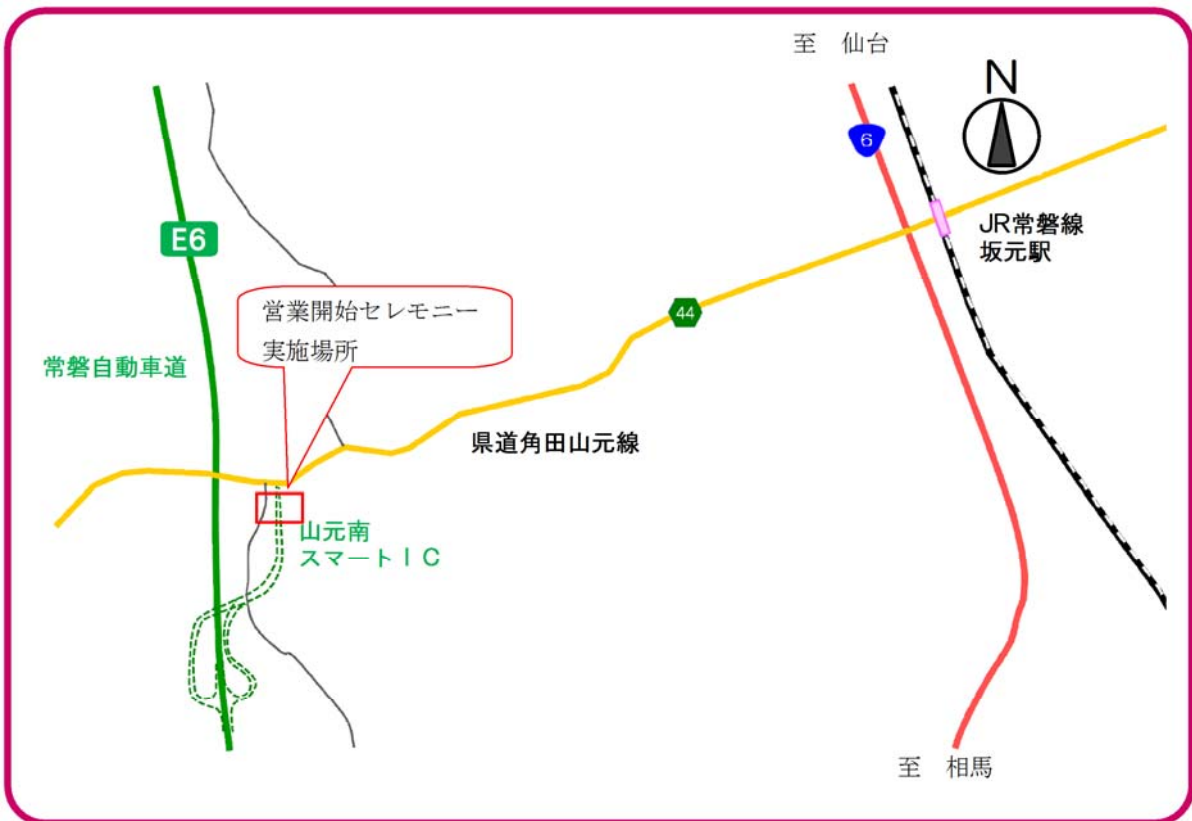 至 仙台
N
6
E6
JR常磐線
坂元駅
営業開始セレモニー
実施場所
44
常磐自動車道
県道角田山元線
山元南
スマートIC
至 相馬